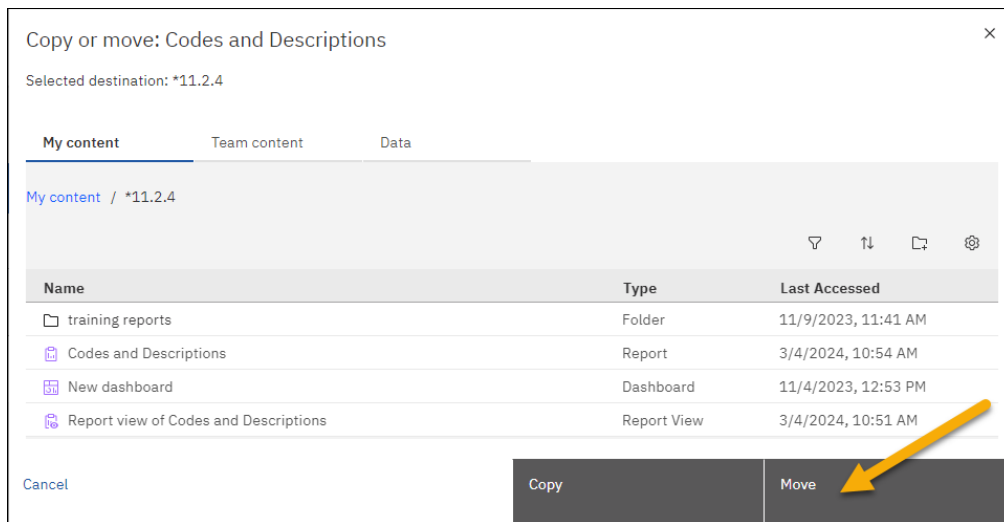 Copy or move: Codes and Descriptions
Selected destination: *11.2.4
My content Team content Data
My content / *11.2.4
Name Type Last Accessed
training reports Folder 11/9/2023, 11:41 AM
Codes and Descriptions Report 3/4/2024, 10:54 AM
New dashboard Dashboard 11/4/2023, 12:53 PM
Report view of Codes and Descriptions Report View 3/4/2024, 10:51 AM
Cancel Copy Move